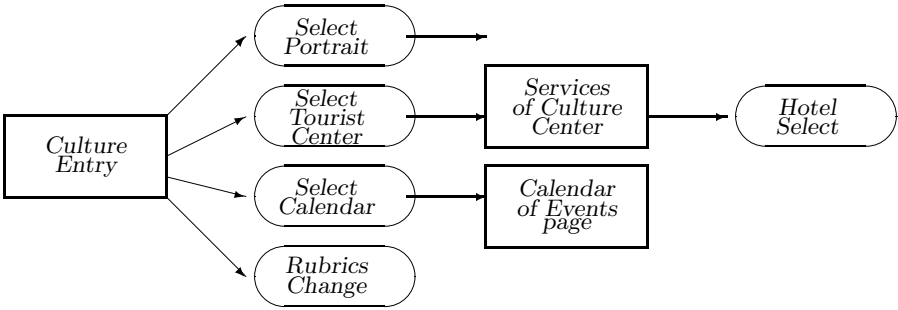 Culture
Entry
Select
Portrait
Select
Tourist
Center
Select
Calendar
Rubrics
Change
Services
of Culture
Center
Calendar
of Events
page
Hotel
Select